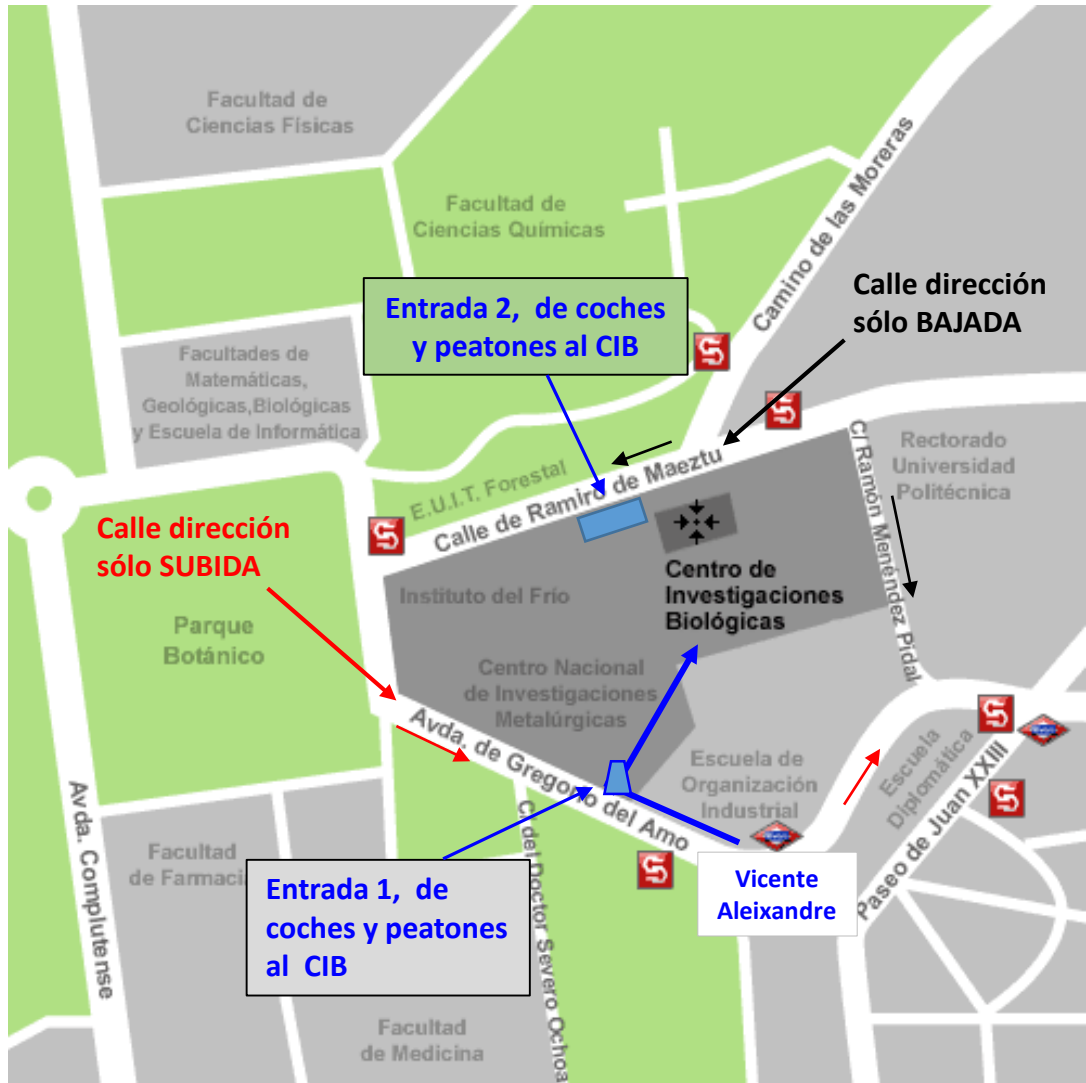 Facultad de
Ciencias Físicas
Facultad de
Ciencias Químicas
Camino de las Moreras
Calle dirección
sólo BAJADA
Entrada 2, de coches
y peatones al CIB
Facultades de
Matemáticas,
Geológicas,Biológicas
y Escuela de Informática
E.U.I.T. Forestal
Calle de Ramiro de Maeztu
C/ Ramón Menéndez Pidal
Rectorado
Universidad
Politécnica
Calle dirección
sólo SUBIDA
Instituto del Frío
Centro de
Investigaciones
Biológicas
Parque
Botánico
Centro Nacional
de Investigaciones
Metalúrgicas
Avda. de Gregorio del Amo
Escuela de
Organización
Industrial
Escuela
Diplomática
Paseo de Juan XXIII
Avda. Complutense
Facultad
de Farmacia
Entrada 1, de
coches y peatones
al CIB
Vicente
Aleixandre
C/ del Doctor Severo Ochoa
Facultad
de Medicina